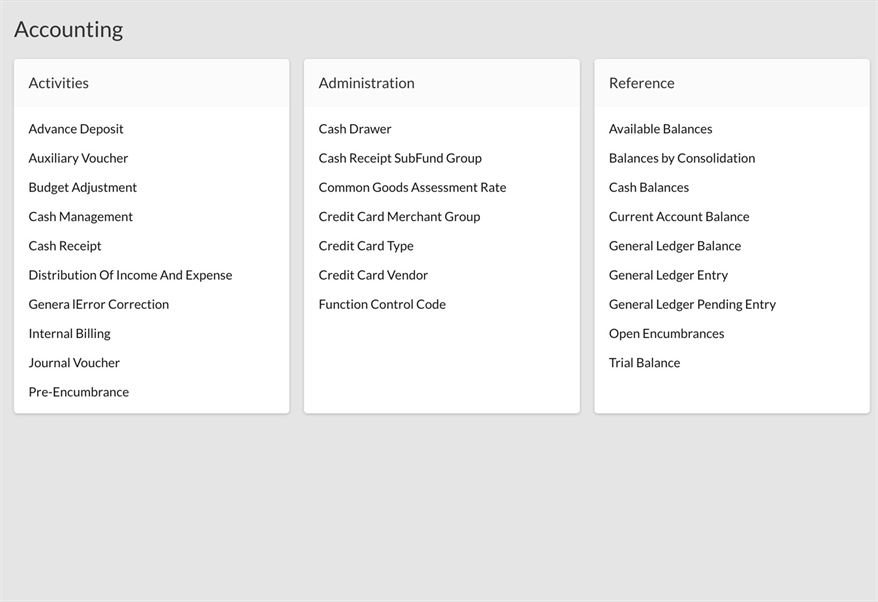 Accounting
Activities
Advance Deposit
Auxiliary Voucher
Budget Adjustment
Cash Management
Cash Receipt
Distribution Of Income And Expense
Genera lError Correction
Internal Billing
Journal Voucher
Pre-Encumbrance
Administration
Cash Drawer
Cash Receipt SubFund Group
Common Goods Assessment Rate
Credit Card Merchant Group
Credit Card Type
Credit Card Vendor
Function Control Code
Reference
Available Balances
Balances by Consolidation
Cash Balances
Current Account Balance
General Ledger Balance
General Ledger Entry
General Ledger Pending Entry
Open Encumbrances
Trial Balance